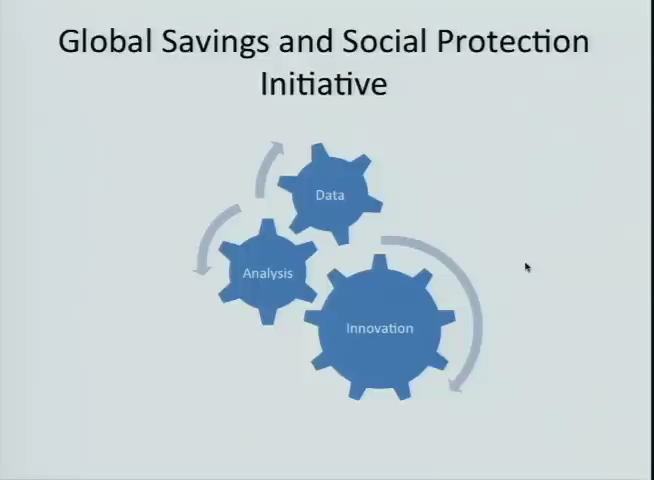 Global Savings and Social Protection
Initiative
Data
Analysis
Innovation